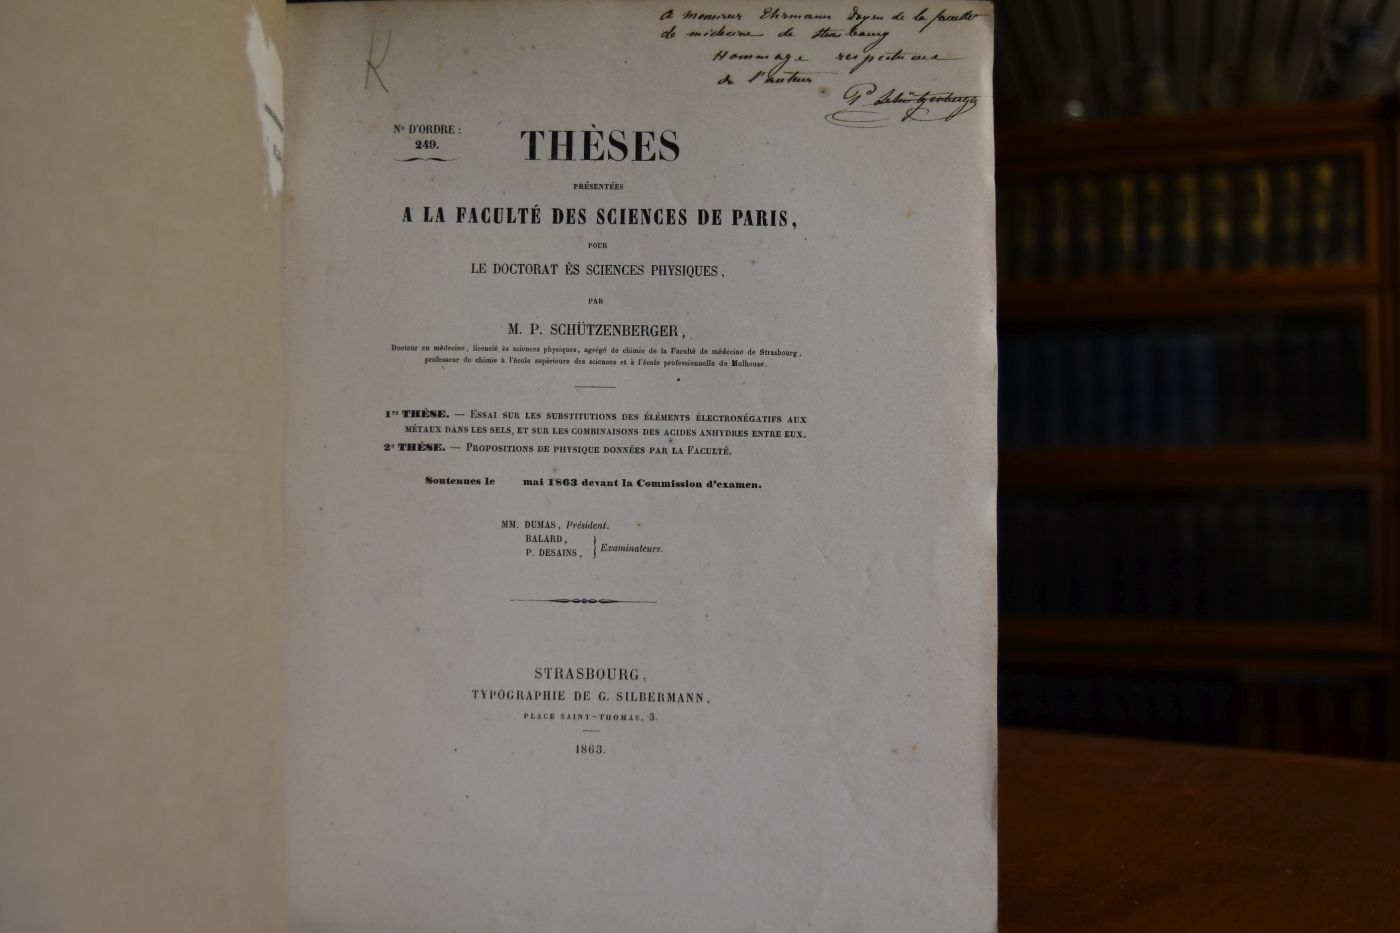 A monsieur Ehrmann Doyen de la faculté
de médecine de Strasbourg
Hommage respectueux
de l'auteur
P. Schützenberger
K
N° D'ORDRE :
249.
THÈSES
PRÉSENTÉES
A LA FACULTÉ DES SCIENCES DE PARIS,
POUR
LE DOCTORAT ÈS SCIENCES PHYSIQUES,
PAR
M. P. SCHÜTZENBERGER,
Docteur en médecine, licencié ès sciences physiques, agrégé de chimie de la Faculté de médecine de Strasbourg,
professeur de chimie à l'école supérieure des sciences et à l'école professionnelle de Mulhouse.
1re THÈSE. — ESSAI SUR LES SUBSTITUTIONS DES ÉLÉMENTS ÉLECTRONÉGATIFS AUX
MÉTAUX DANS LES SELS, ET SUR LES COMBINAISONS DES ACIDES ANHYDRES ENTRE EUX.
2e THÈSE. — PROPOSITIONS DE PHYSIQUE DONNÉES PAR LA FACULTÉ.
Soutenues le mai 1863 devant la Commission d'examen.
MM. DUMAS, Président.
BALARD,
P. DESAINS, } Examinateurs.
STRASBOURG,
TYPOGRAPHIE DE G. SILBERMANN,
PLACE SAINT-THOMAS, 3.
1863.